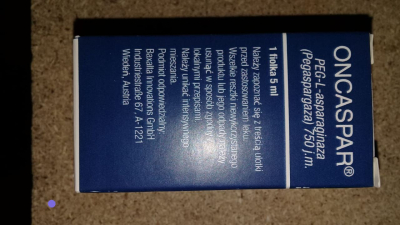 ONCASPAR®
PEG-L-asparaginaza
(Pegaspargaza) 750 j.m.
1 fiolka 5 ml
Należy zapoznać się z treścią ulotki
przed zastosowaniem leku.
Wszelkie resztki niewykorzystanego
produktu lub jego odpady należy
usunąć w sposób zgodny z
lokalnymi przepisami.
Należy unikać intensywnego
mieszania.
Podmiot odpowiedzialny:
Baxalta Innovations GmbH
Industriestraße 67, A-1221
Wiedeń, Austria